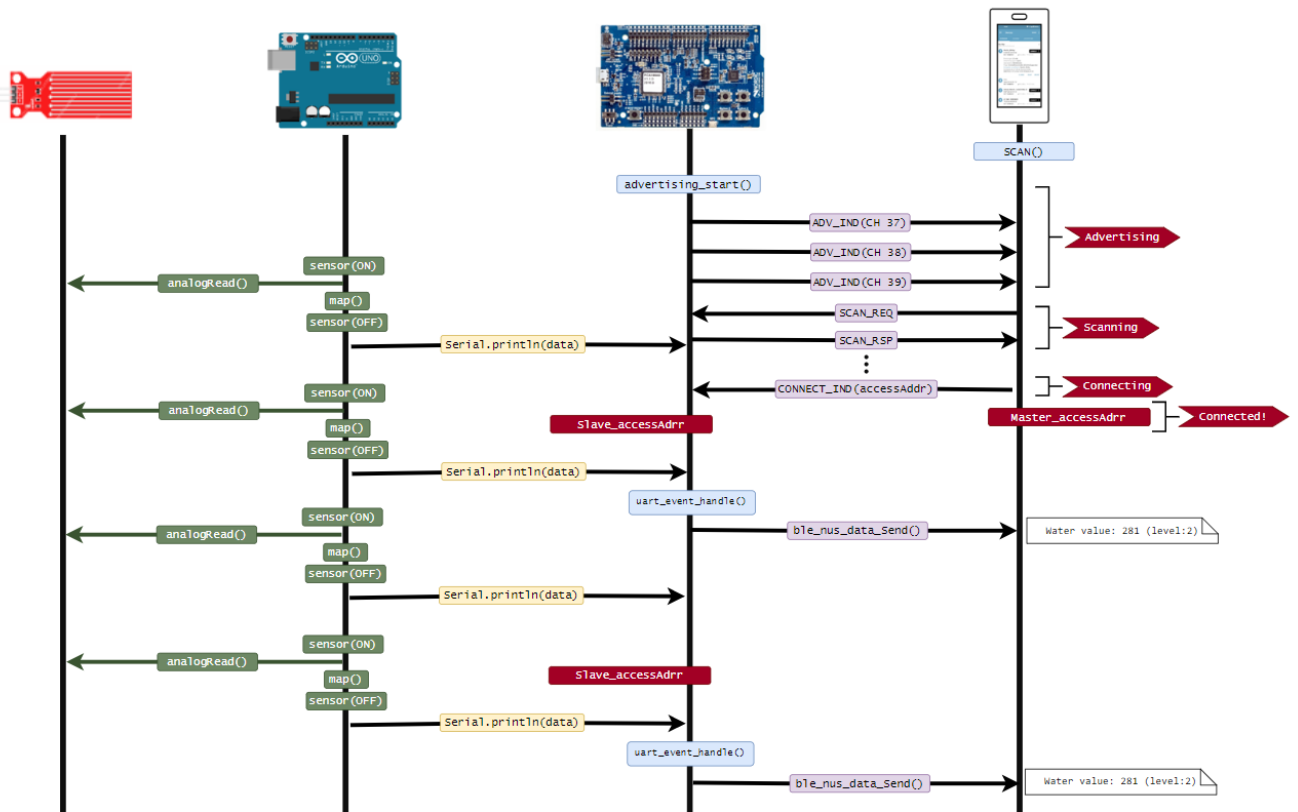 UNO
SCAN()
advertising_start()
ADV_IND(CH 37)
Advertising
ADV_IND(CH 38)
sensor(ON)
analogRead()
ADV_IND(CH 39)
map()
SCAN_REQ
sensor(OFF)
Scanning
Serial.println(data)
SCAN_RSP
CONNECT_IND(accessAddr)
Connecting
sensor(ON)
analogRead()
Master_accessAdrr
Connected!
map()
Slave_accessAdrr
sensor(OFF)
Serial.println(data)
uart_event_handle()
sensor(ON)
analogRead()
ble_nus_data_Send()
Water value: 281 (level:2)
map()
sensor(OFF)
Serial.println(data)
sensor(ON)
analogRead()
Slave_accessAdrr
map()
sensor(OFF)
Serial.println(data)
uart_event_handle()
ble_nus_data_Send()
Water value: 281 (level:2)